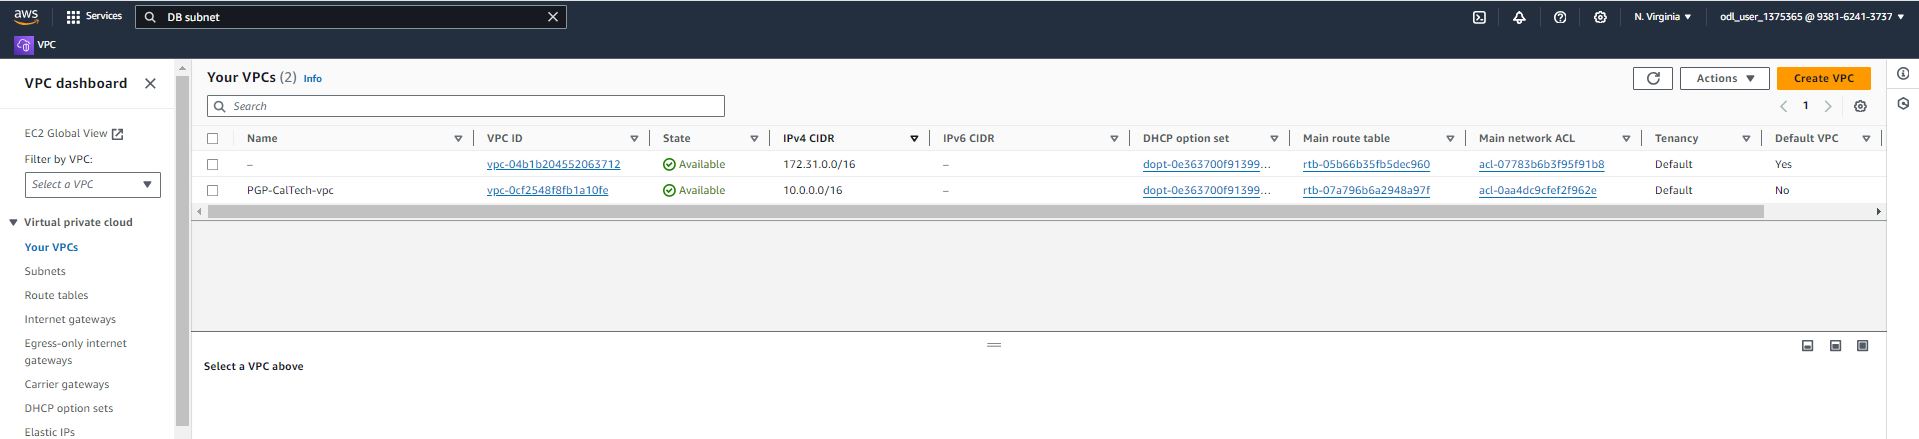 aws Services DB subnet N. Virginia odl_user_1375365 @ 9381-6241-3737
VPC
VPC dashboard
EC2 Global View
Filter by VPC:
Select a VPC
Virtual private cloud
Your VPCs
Subnets
Route tables
Internet gateways
Egress-only internet
gateways
Carrier gateways
DHCP option sets
Elastic IPs
Your VPCs (2) Info Actions Create VPC
Search 1
Name VPC ID State IPv4 CIDR IPv6 CIDR DHCP option set Main route table Main network ACL Tenancy Default VPC
– vpc-04b1b204552063712 Available 172.31.0.0/16 – dopt-0e363700f91399... rtb-05b66b35fb5dec960 acl-07783b6b3f95f91b8 Default Yes
PGP-CalTech-vpc vpc-0cf2548f8fb1a10fe Available 10.0.0.0/16 – dopt-0e363700f91399... rtb-07a796b6a2948a97f acl-0aa4dc9cfef2f962e Default No
Select a VPC above